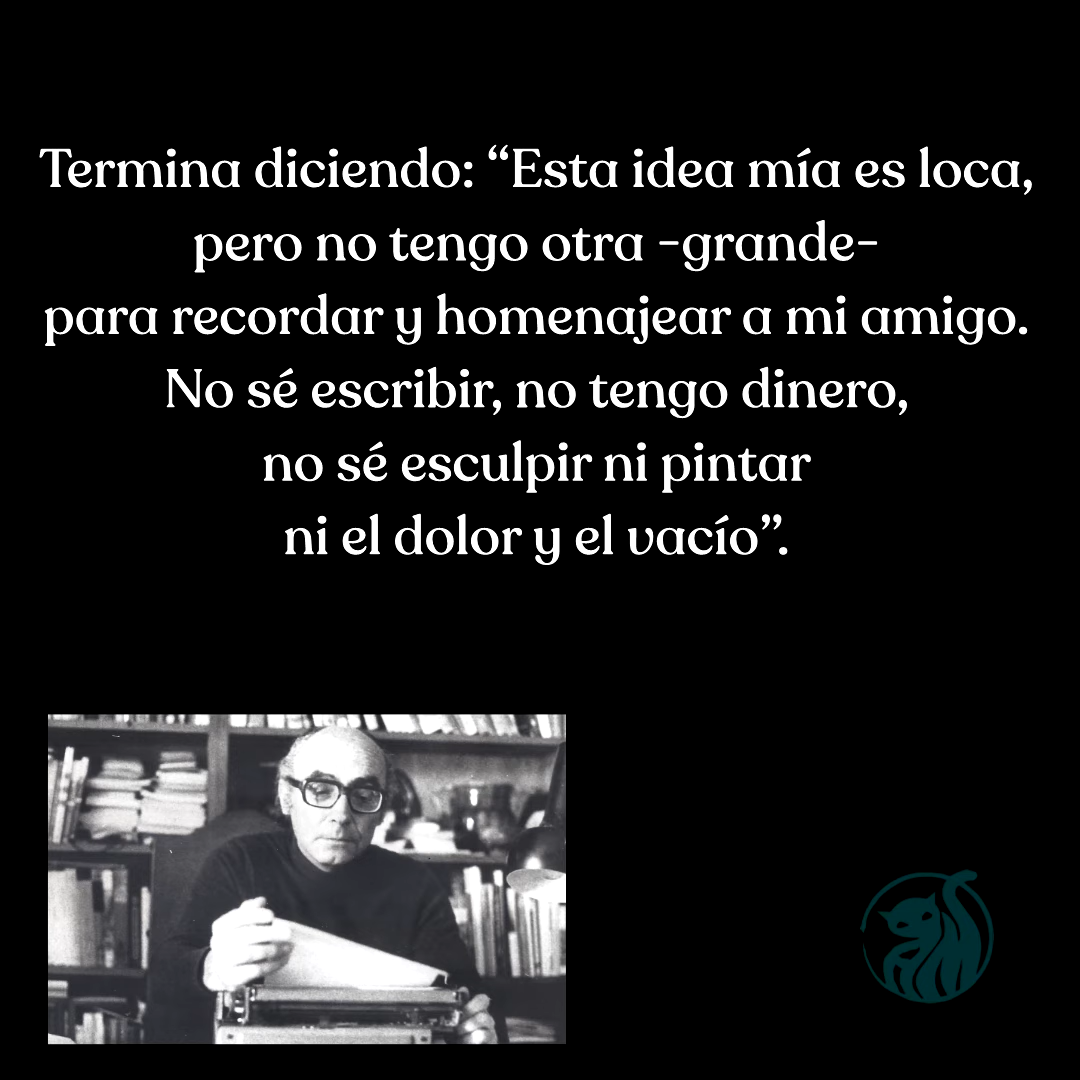 Termina diciendo: “Esta idea mía es loca,
pero no tengo otra -grande-
para recordar y homenajear a mi amigo.
No sé escribir, no tengo dinero,
no sé esculpir ni pintar
ni el dolor y el vacío”.